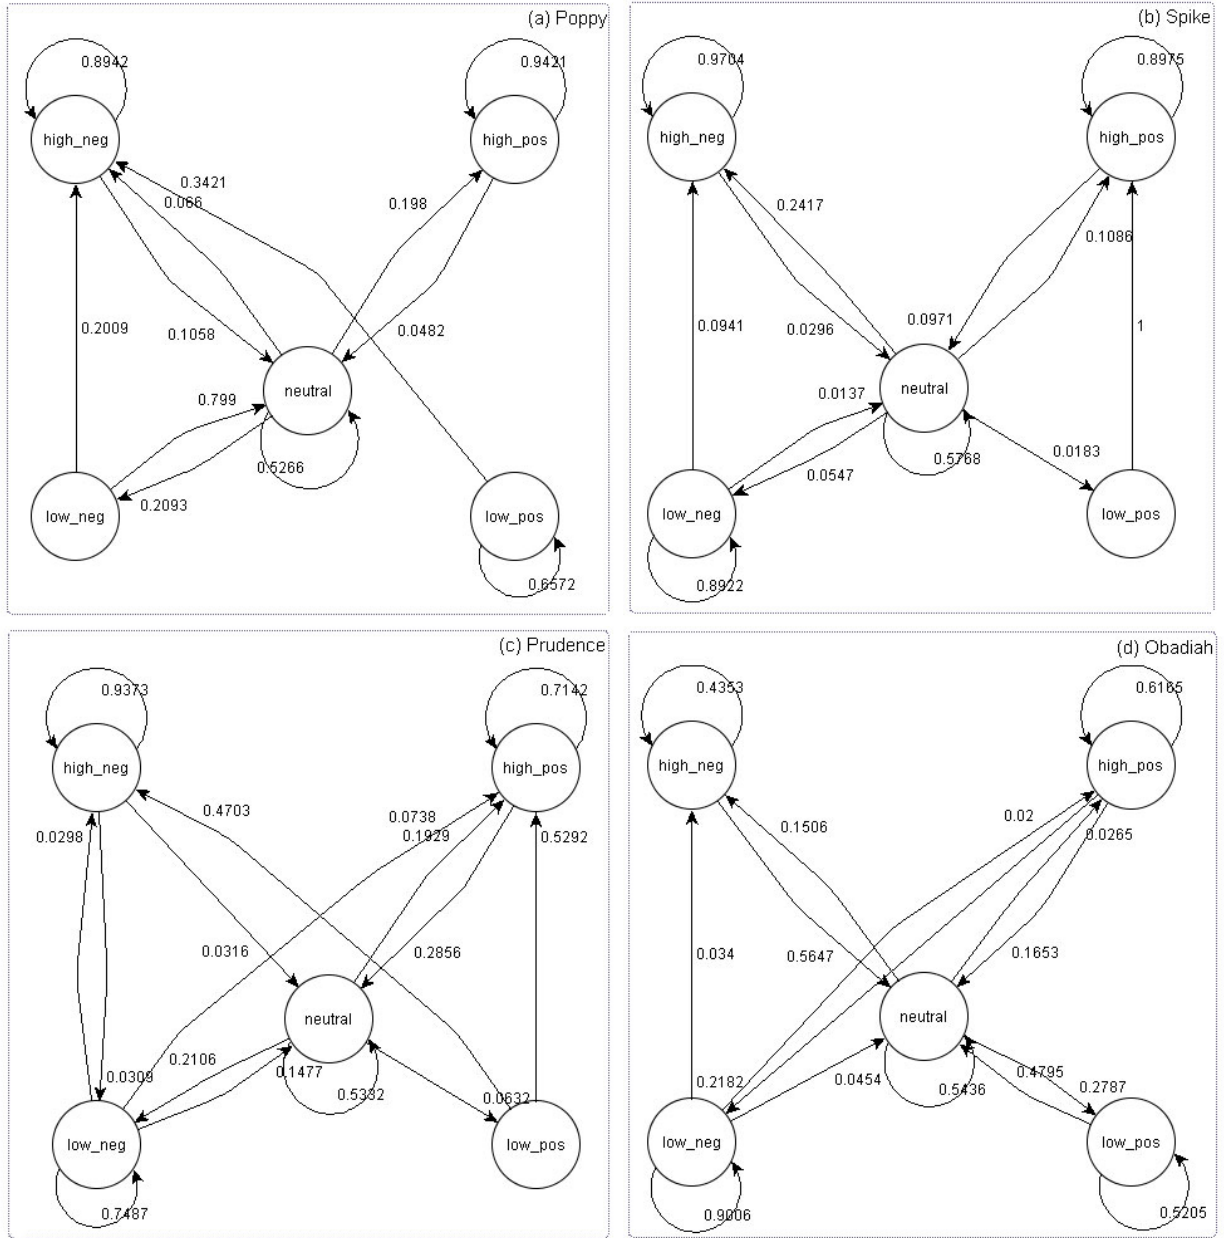 (a) Poppy
0.8942
0.9421
high_neg
high_pos
0.3421
0.066
0.198
0.2009
0.1058
0.0482
neutral
0.799
0.5266
0.2093
low_neg
low_pos
0.6572
(b) Spike
0.9704
0.8975
high_neg
high_pos
0.2417
0.1086
0.0941
0.0296
0.0971
1
neutral
0.0137
0.0183
0.5768
0.0547
low_neg
low_pos
0.8922
(c) Prudence
0.9373
0.7142
high_neg
high_pos
0.0298
0.4703
0.0738
0.1929
0.5292
0.0316
0.2856
neutral
0.2106
0.0309
0.1477
0.5332
0.0632
low_neg
low_pos
0.7487
(d) Obadiah
0.4353
0.6165
high_neg
high_pos
0.1506
0.02
0.0265
0.034
0.5647
0.1653
neutral
0.2182
0.0454
0.5436
0.4795
0.2787
low_neg
low_pos
0.9006
0.5205